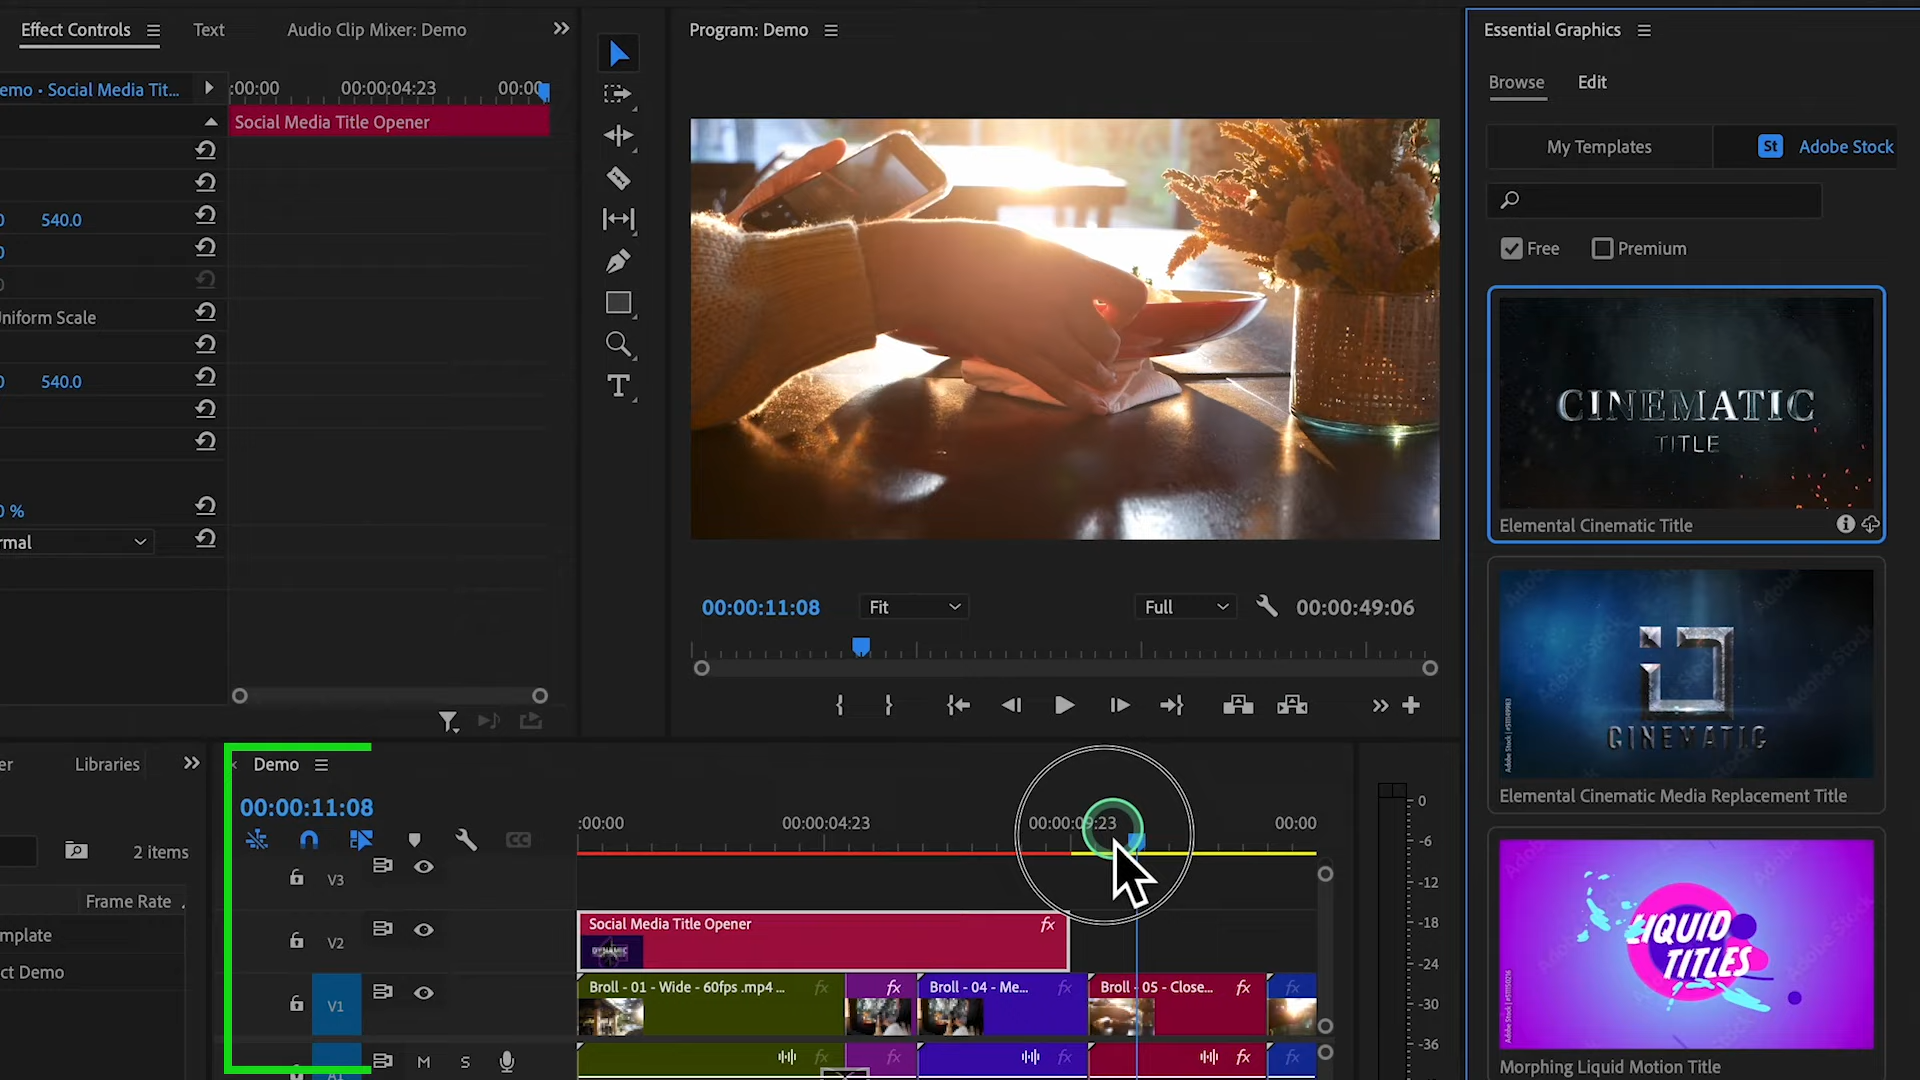 Effect Controls
Text
Audio Clip Mixer: Demo
emo • Social Media Tit...
:00:00
00:00:04:23
00:00
Social Media Title Opener
540.0
Uniform Scale
540.0
0 %
rmal
Program: Demo
00:00:11:08
Fit
Full
00:00:49:06
Essential Graphics
Browse
Edit
My Templates
St
Adobe Stock
Free
Premium
CINEMATIC
TITLE
Elemental Cinematic Title
CINEMATIC
Elemental Cinematic Media Replacement Title
LIQUID
TITLES
Morphing Liquid Motion Title
er
Libraries
2 items
Frame Rate
mplate
ct Demo
Demo
00:00:11:08
CC
:00:00
00:00:04:23
00:00:09:23
00:00
V3
V2
Social Media Title Opener
fx
DYNAMIC
V1
Broll - 01 - Wide - 60fps .mp4 ...
fx
fx
Broll - 04 - Me...
fx
Broll - 05 - Close...
fx
fx
A1
M
S
fx
fx
fx
fx
fx
0
-6
-12
-18
-24
-30
-36